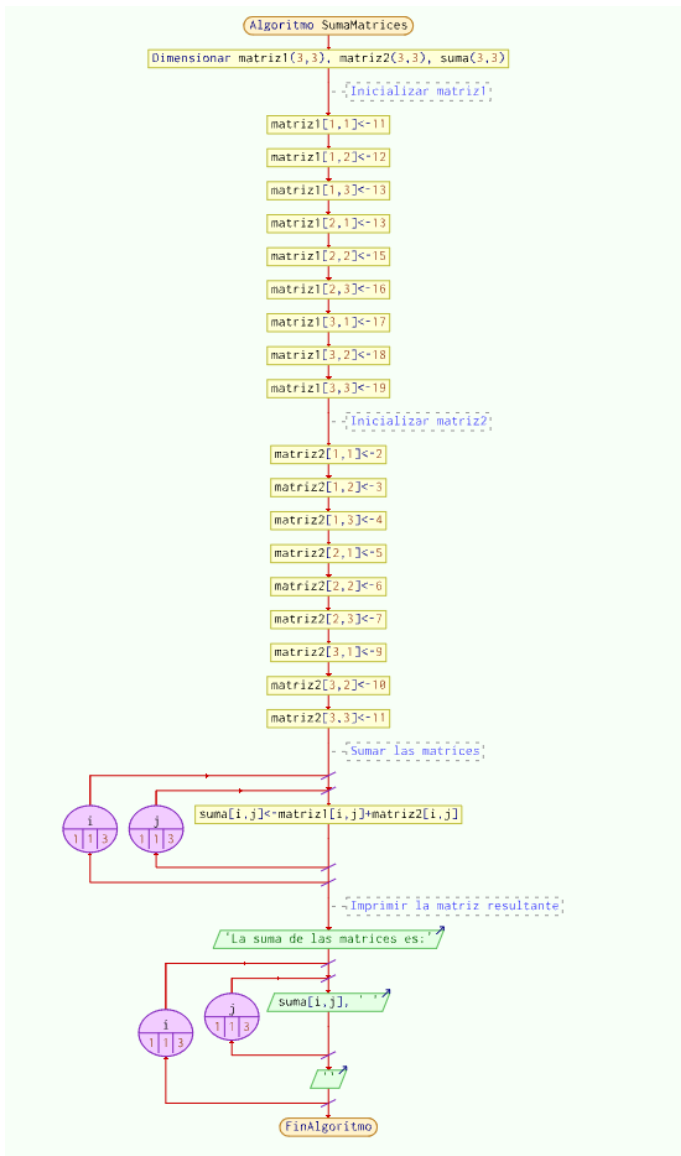 Algoritmo SumaMatrices
Dimensionar matriz1(3,3), matriz2(3,3), suma(3,3)
Inicializar matriz1
matriz1[1,1]<-11
matriz1[1,2]<-12
matriz1[1,3]<-13
matriz1[2,1]<-13
matriz1[2,2]<-15
matriz1[2,3]<-16
matriz1[3,1]<-17
matriz1[3,2]<-18
matriz1[3,3]<-19
Inicializar matriz2
matriz2[1,1]<-2
matriz2[1,2]<-3
matriz2[1,3]<-4
matriz2[2,1]<-5
matriz2[2,2]<-6
matriz2[2,3]<-7
matriz2[3,1]<-9
matriz2[3,2]<-10
matriz2[3,3]<-11
Sumar las matrices
i
1 1 3
j
1 1 3
suma[i,j]<-matriz1[i,j]+matriz2[i,j]
Imprimir la matriz resultante
'La suma de las matrices es:'
i
1 1 3
j
1 1 3
suma[i,j], ' '
''
FinAlgoritmo